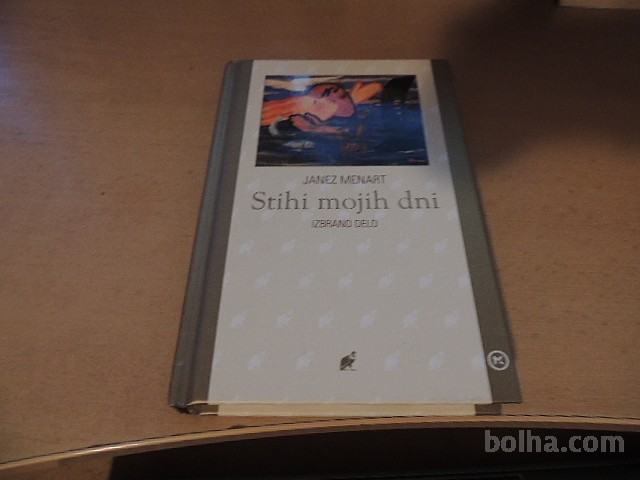 JANEZ MENART
Stihi mojih dni
IZBRANO DELO
bolha.com